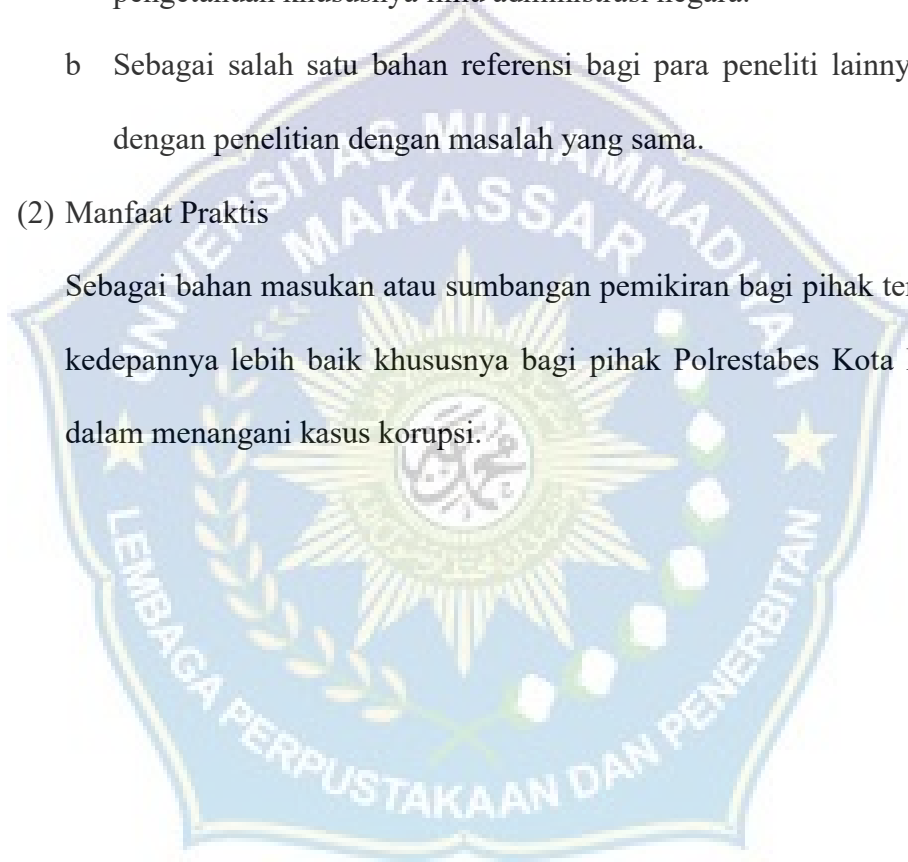 pengetahuan khususnya ilmu administrasi negara.
b Sebagai salah satu bahan referensi bagi para peneliti lainny
dengan penelitian dengan masalah yang sama.
(2) Manfaat Praktis
Sebagai bahan masukan atau sumbangan pemikiran bagi pihak ter
kedepannya lebih baik khususnya bagi pihak Polrestabes Kota
dalam menangani kasus korupsi.
UNIVERSITAS MUHAMMADIYAH
MAKASSAR
LEMBAGA PERPUSTAKAAN DAN PENERBITAN